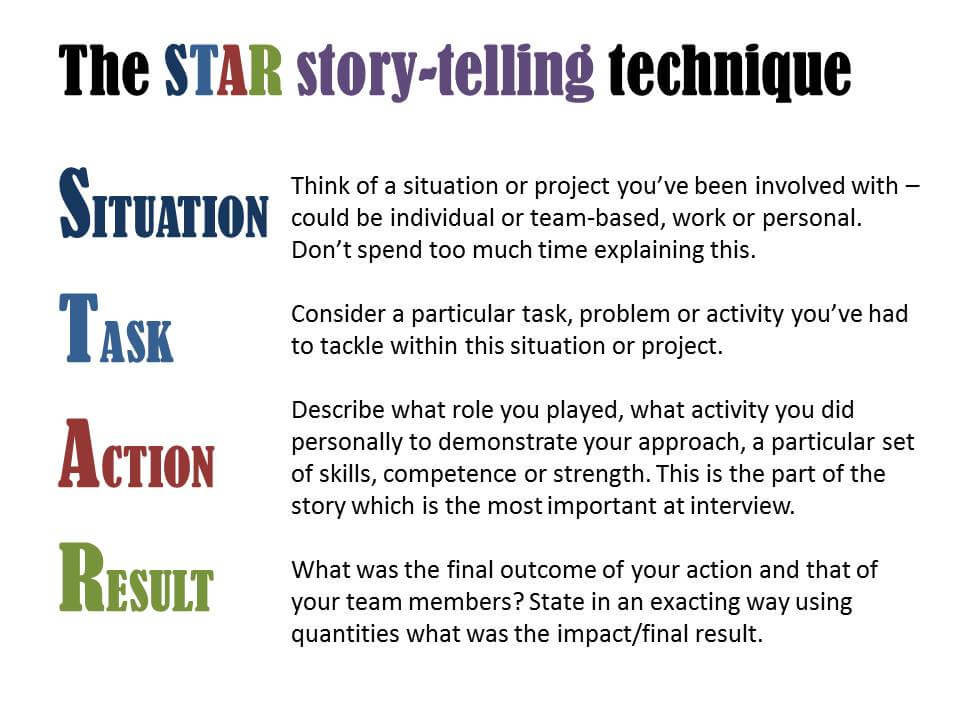 The STAR story-telling technique
SITUATION
Think of a situation or project you’ve been involved with –
could be individual or team-based, work or personal.
Don’t spend too much time explaining this.
TASK
Consider a particular task, problem or activity you’ve had
to tackle within this situation or project.
ACTION
Describe what role you played, what activity you did
personally to demonstrate your approach, a particular set
of skills, competence or strength. This is the part of the
story which is the most important at interview.
RESULT
What was the final outcome of your action and that of
your team members? State in an exacting way using
quantities what was the impact/final result.